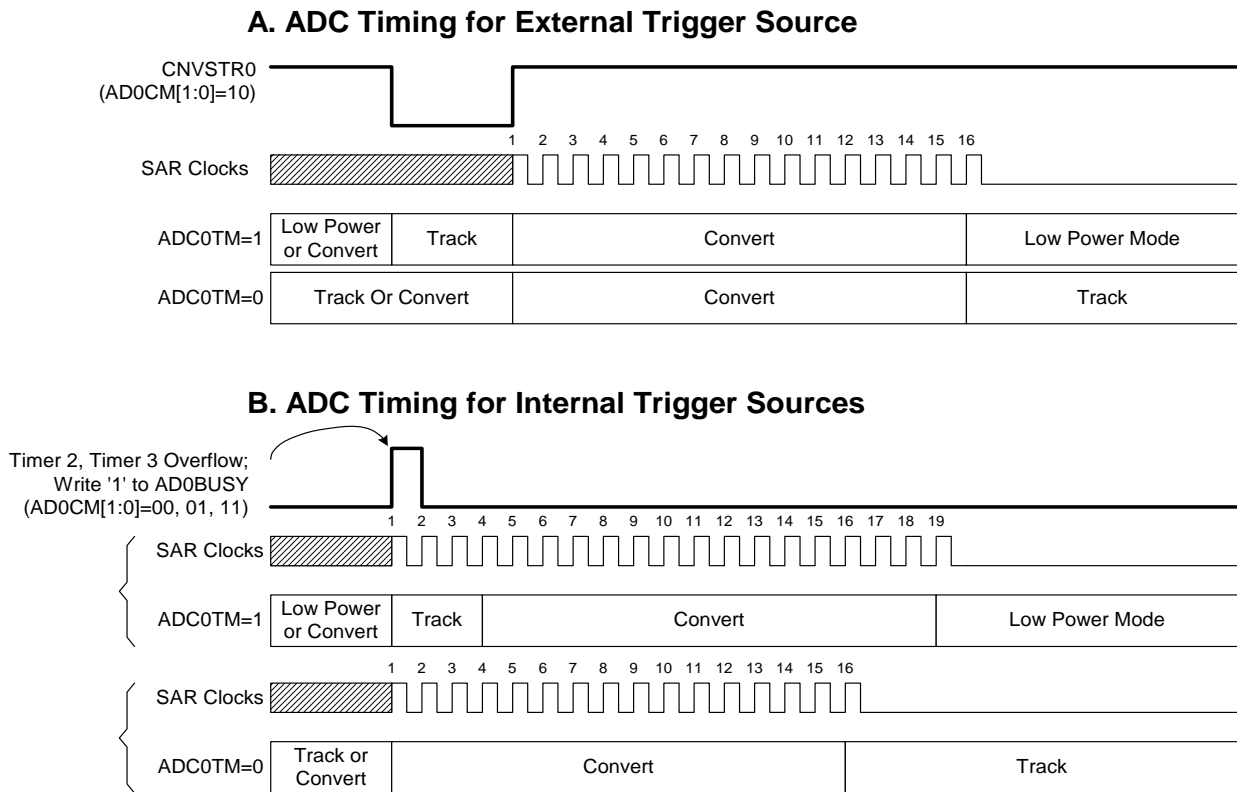 A. ADC Timing for External Trigger Source
CNVSTR0
(AD0CM[1:0]=10)
1 2 3 4 5 6 7 8 9 10 11 12 13 14 15 16
SAR Clocks
ADC0TM=1
Low Power
or Convert
Track
Convert
Low Power Mode
ADC0TM=0
Track Or Convert
Convert
Track
B. ADC Timing for Internal Trigger Sources
Timer 2, Timer 3 Overflow;
Write '1' to AD0BUSY
(AD0CM[1:0]=00, 01, 11)
1 2 3 4 5 6 7 8 9 10 11 12 13 14 15 16 17 18 19
SAR Clocks
ADC0TM=1
Low Power
or Convert
Track
Convert
Low Power Mode
1 2 3 4 5 6 7 8 9 10 11 12 13 14 15 16
SAR Clocks
ADC0TM=0
Track or
Convert
Convert
Track